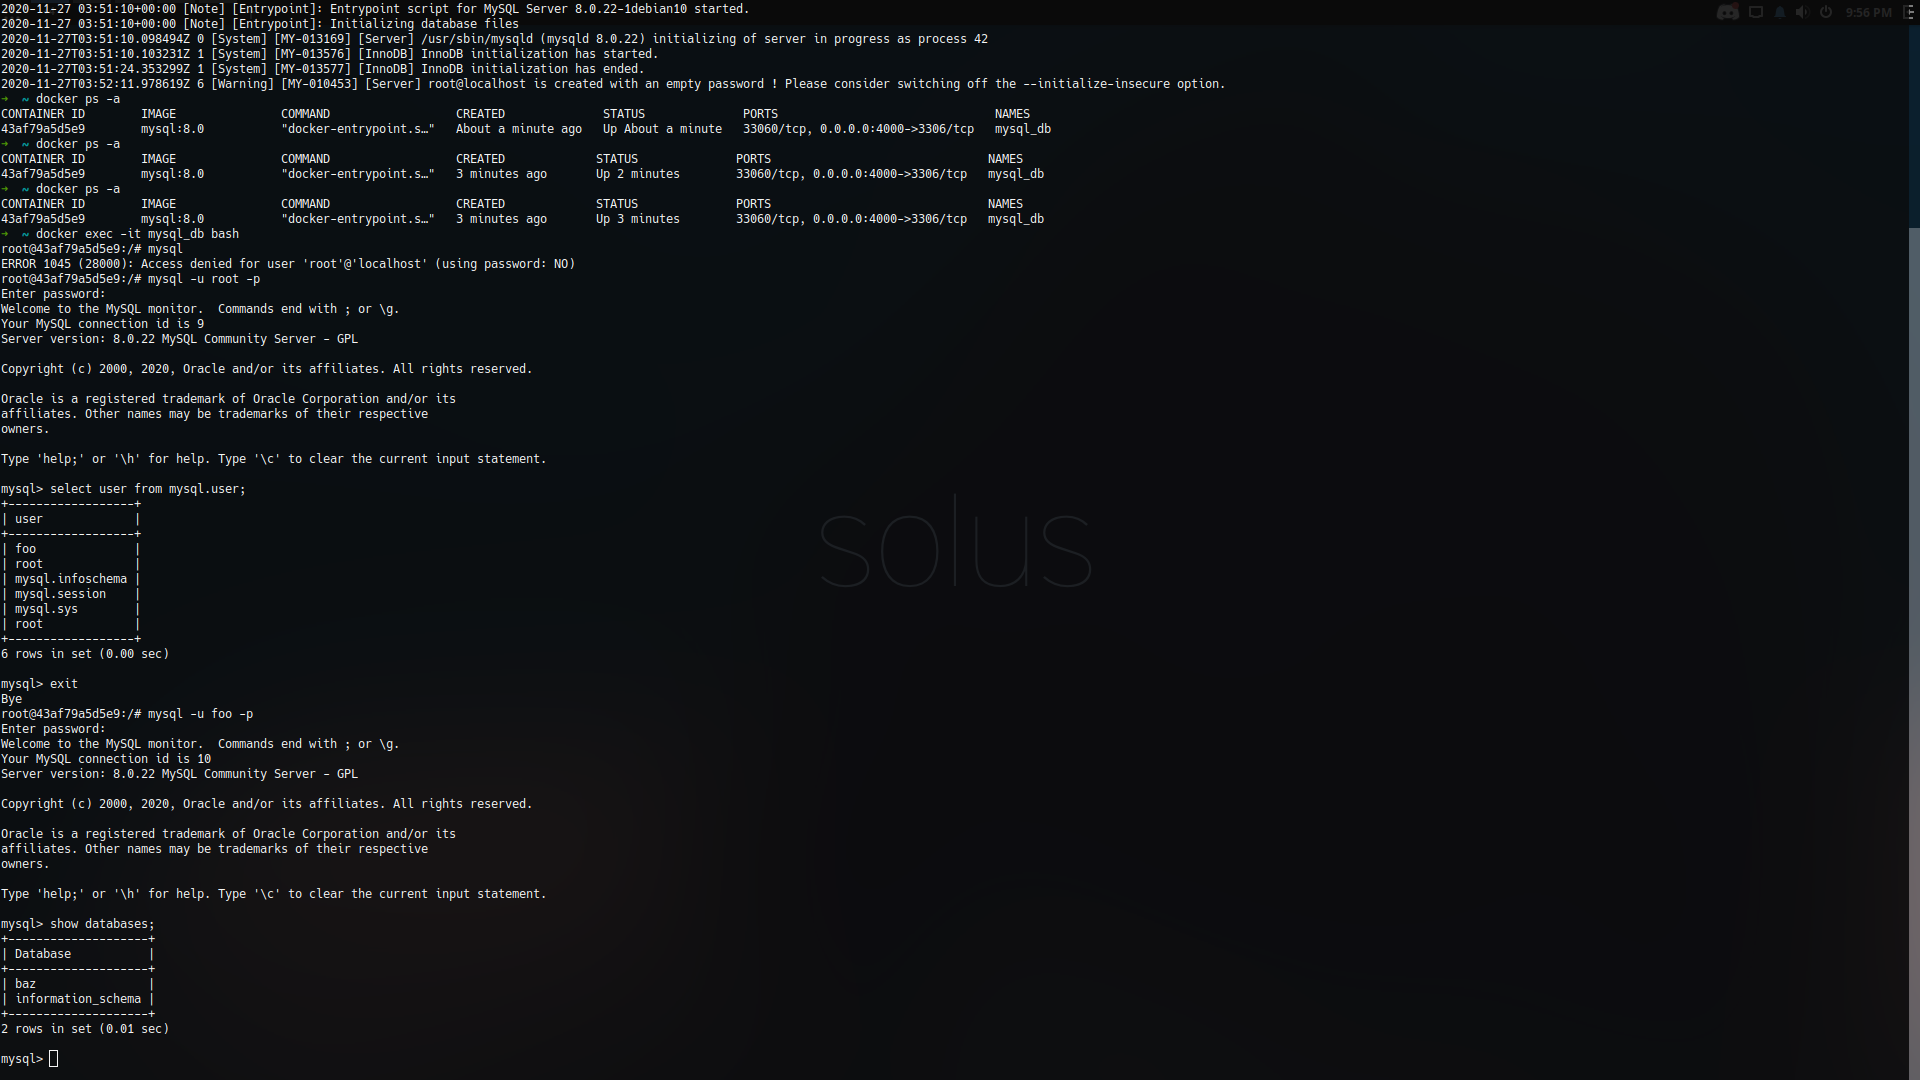 2020-11-27 03:51:10+00:00 [Note] [Entrypoint]: Entrypoint script for MySQL Server 8.0.22-1debian10 started.
9:56 PM
2020-11-27 03:51:10+00:00 [Note] [Entrypoint]: Initializing database files
2020-11-27T03:51:10.098494Z 0 [System] [MY-013169] [Server] /usr/sbin/mysqld (mysqld 8.0.22) initializing of server in progress as process 42
2020-11-27T03:51:10.103231Z 1 [System] [MY-013576] [InnoDB] InnoDB initialization has started.
2020-11-27T03:51:24.353299Z 1 [System] [MY-013577] [InnoDB] InnoDB initialization has ended.
2020-11-27T03:52:11.978619Z 6 [Warning] [MY-010453] [Server] root@localhost is created with an empty password ! Please consider switching off the --initialize-insecure option.
➜  ~ docker ps -a
CONTAINER ID        IMAGE               COMMAND                  CREATED              STATUS              PORTS                               NAMES
43af79a5d5e9        mysql:8.0           "docker-entrypoint.s…"   About a minute ago   Up About a minute   33060/tcp, 0.0.0.0:4000->3306/tcp   mysql_db
➜  ~ docker ps -a
CONTAINER ID        IMAGE               COMMAND                  CREATED             STATUS              PORTS                               NAMES
43af79a5d5e9        mysql:8.0           "docker-entrypoint.s…"   3 minutes ago       Up 2 minutes        33060/tcp, 0.0.0.0:4000->3306/tcp   mysql_db
➜  ~ docker ps -a
CONTAINER ID        IMAGE               COMMAND                  CREATED             STATUS              PORTS                               NAMES
43af79a5d5e9        mysql:8.0           "docker-entrypoint.s…"   3 minutes ago       Up 3 minutes        33060/tcp, 0.0.0.0:4000->3306/tcp   mysql_db
➜  ~ docker exec -it mysql_db bash
root@43af79a5d5e9:/# mysql
ERROR 1045 (28000): Access denied for user 'root'@'localhost' (using password: NO)
root@43af79a5d5e9:/# mysql -u root -p
Enter password:
Welcome to the MySQL monitor.  Commands end with ; or \g.
Your MySQL connection id is 9
Server version: 8.0.22 MySQL Community Server - GPL

Copyright (c) 2000, 2020, Oracle and/or its affiliates. All rights reserved.

Oracle is a registered trademark of Oracle Corporation and/or its
affiliates. Other names may be trademarks of their respective
owners.

Type 'help;' or '\h' for help. Type '\c' to clear the current input statement.

mysql> select user from mysql.user;
+------------------+
| user             |
+------------------+
| foo              |
| root             |
| mysql.infoschema |
| mysql.session    |
| mysql.sys        |
| root             |
+------------------+
6 rows in set (0.00 sec)

solus

mysql> exit
Bye
root@43af79a5d5e9:/# mysql -u foo -p
Enter password:
Welcome to the MySQL monitor.  Commands end with ; or \g.
Your MySQL connection id is 10
Server version: 8.0.22 MySQL Community Server - GPL

Copyright (c) 2000, 2020, Oracle and/or its affiliates. All rights reserved.

Oracle is a registered trademark of Oracle Corporation and/or its
affiliates. Other names may be trademarks of their respective
owners.

Type 'help;' or '\h' for help. Type '\c' to clear the current input statement.

mysql> show databases;
+--------------------+
| Database           |
+--------------------+
| baz                |
| information_schema |
+--------------------+
2 rows in set (0.01 sec)

mysql>